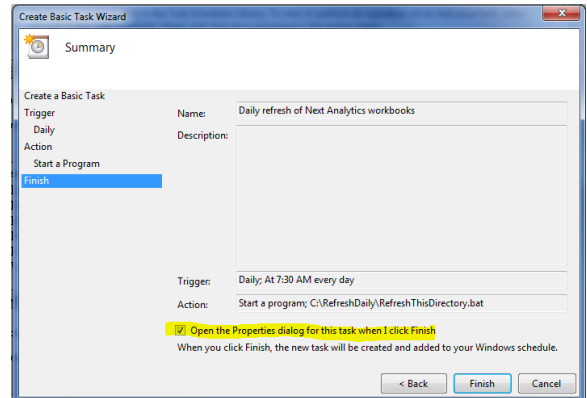 Create Basic Task Wizard
Summary
Create a Basic Task
Trigger
Daily
Action
Start a Program
Finish
Name:
Daily refresh of Next Analytics workbooks
Description:
Trigger:
Daily; At 7:30 AM every day
Action:
Start a program; C:\RefreshDaily\RefreshThisDirectory.bat
Open the Properties dialog for this task when I click Finish
When you click Finish, the new task will be created and added to your Windows schedule.
< Back
Finish
Cancel